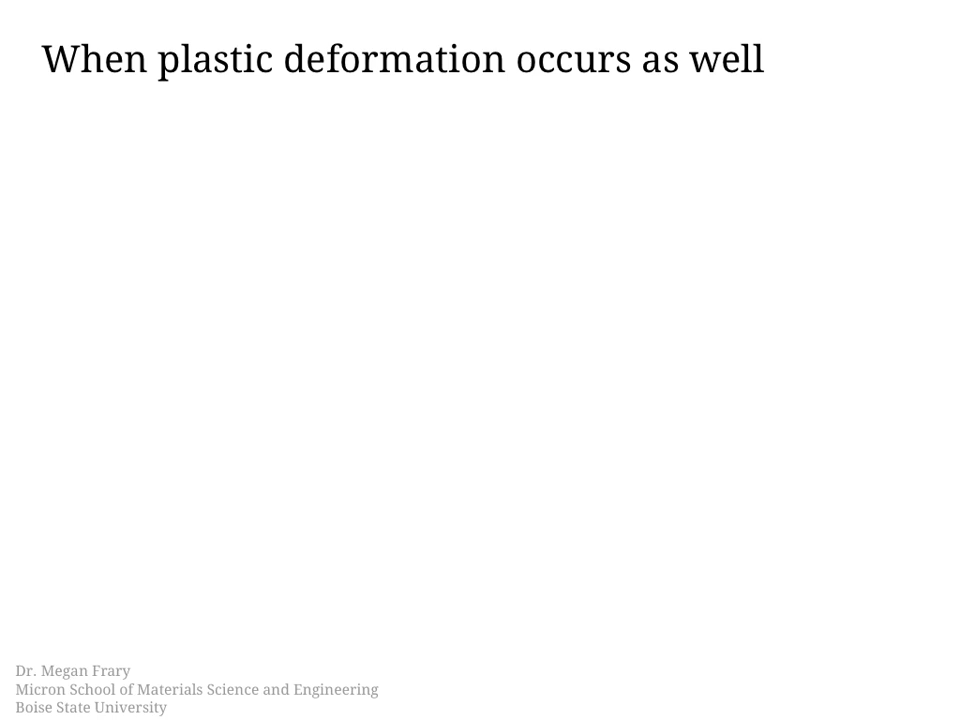 When plastic deformation occurs as well
Dr. Megan Frary
Micron School of Materials Science and Engineering
Boise State University